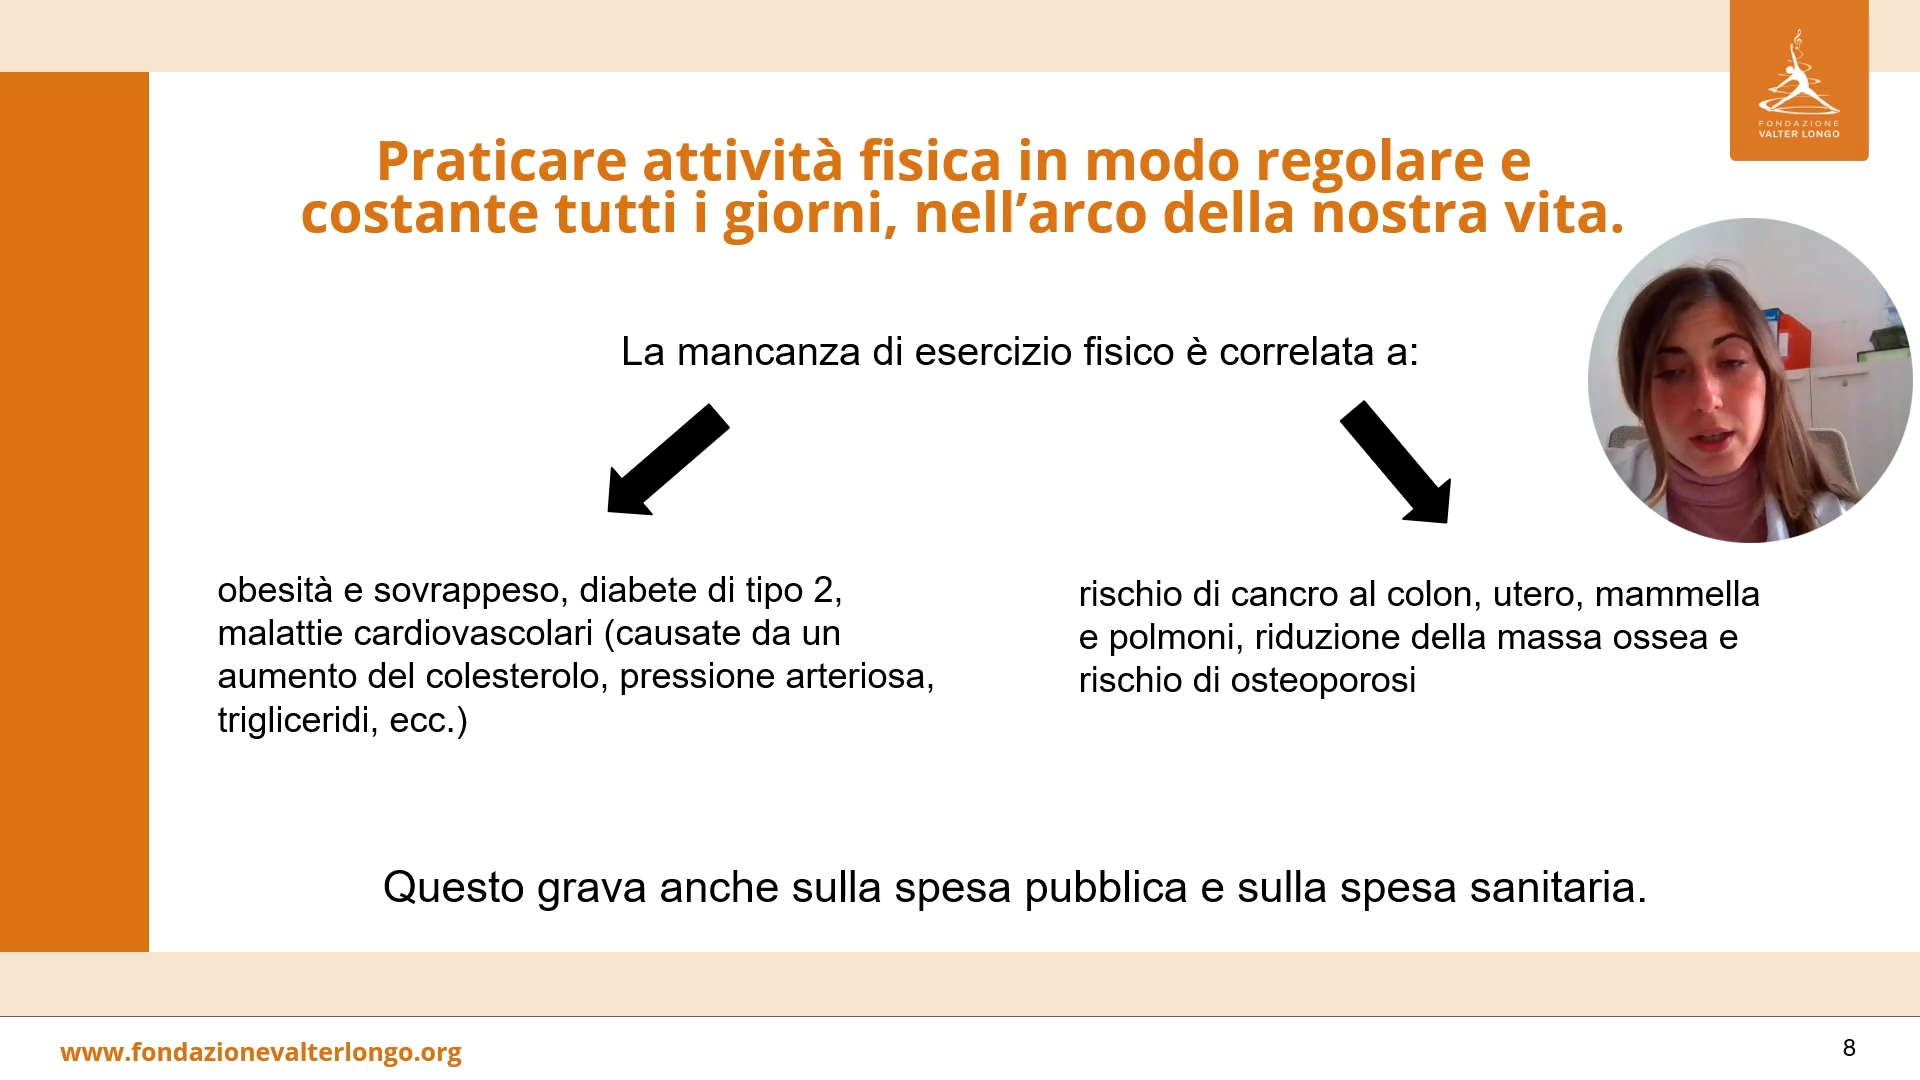 FONDAZIONE
VALTER LONGO
Praticare attività fisica in modo regolare e
costante tutti i giorni, nell’arco della nostra vita.
La mancanza di esercizio fisico è correlata a:
obesità e sovrappeso, diabete di tipo 2,
malattie cardiovascolari (causate da un
aumento del colesterolo, pressione arteriosa,
trigliceridi, ecc.)
rischio di cancro al colon, utero, mammella
e polmoni, riduzione della massa ossea e
rischio di osteoporosi
Questo grava anche sulla spesa pubblica e sulla spesa sanitaria.
www.fondazionevalterlongo.org
8